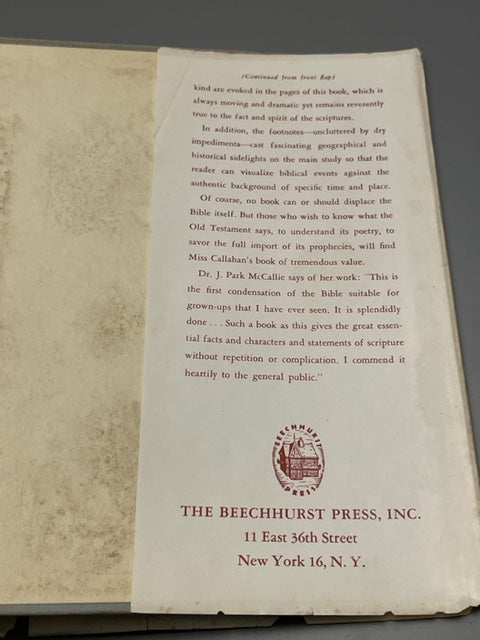 (Continued from front flap)
kind are evoked in the pages of this book, which is
always moving and dramatic yet remains reverently
true to the fact and spirit of the scriptures.
In addition, the footnotes—uncluttered by dry
impedimenta—cast fascinating geographical and
historical sidelights on the main study so that the
reader can visualize biblical events against the
authentic background of specific time and place.
Of course, no book can or should displace the
Bible itself. But those who wish to know what the
Old Testament says, to understand its poetry, to
savor the full import of its prophecies, will find
Miss Callahan's book of tremendous value.
Dr. J. Park McCallie says of her work: "This is
the first condensation of the Bible suitable for
grown-ups that I have ever seen. It is splendidly
done . . . Such a book as this gives the great essen-
tial facts and characters and statements of scripture
without repetition or complication. I commend it
heartily to the general public."
BEECHHURST
PRESS
THE BEECHHURST PRESS, INC.
11 East 36th Street
New York 16, N. Y.